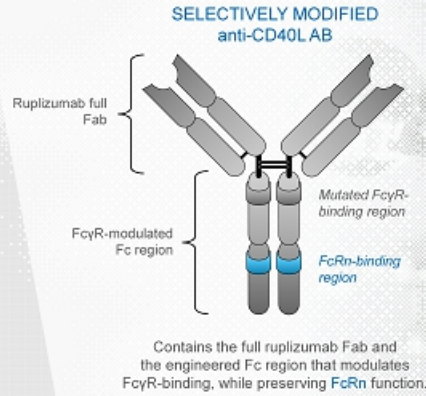 SELECTIVELY MODIFIED
anti-CD40L AB
Ruplizumab full
Fab
Mutated FcγR-
binding region
FcγR-modulated
Fc region
FcRn-binding
region
Contains the full ruplizumab Fab and
the engineered Fc region that modulates
FcγR-binding, while preserving FcRn function.